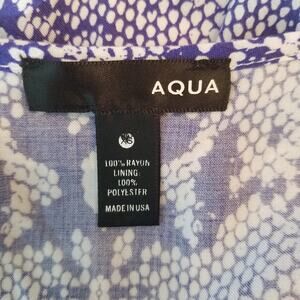 AQUA
XS
100% RAYON
LINING:
100%
POLYESTER
MADE IN USA